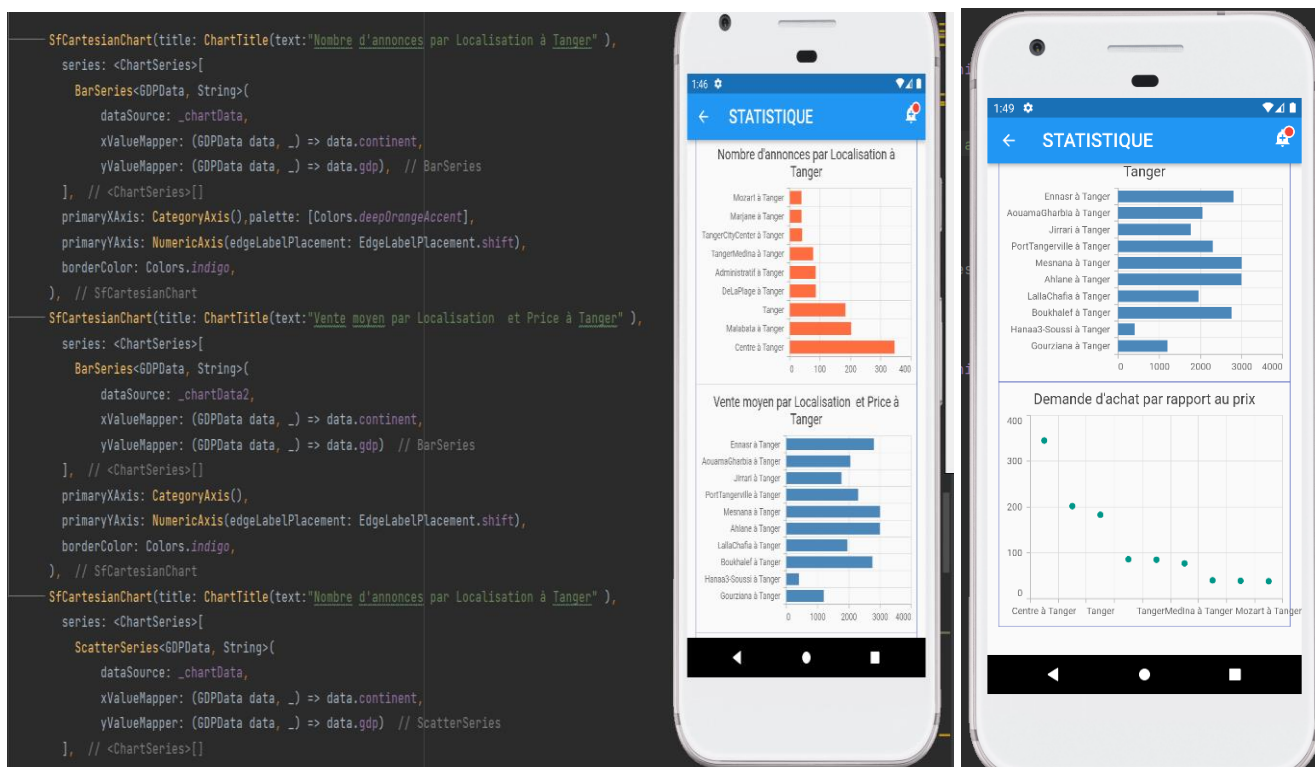 SfCartesianChart(title: ChartTitle(text:"Nombre d'annonces par Localisation à Tanger" ),
series: <ChartSeries>[
BarSeries<GDPData, String>(
dataSource: _chartData,
xValueMapper: (GDPData data, _) => data.continent,
yValueMapper: (GDPData data, _) => data.gdp), // BarSeries
], // <ChartSeries>[]
primaryXAxis: CategoryAxis(),palette: [Colors.deepOrangeAccent],
primaryYAxis: NumericAxis(edgeLabelPlacement: EdgeLabelPlacement.shift),
borderColor: Colors.indigo,
), // SfCartesianChart
SfCartesianChart(title: ChartTitle(text:"Vente moyen par Localisation  et Price à Tanger" ),
series: <ChartSeries>[
BarSeries<GDPData, String>(
dataSource: _chartData2,
xValueMapper: (GDPData data, _) => data.continent,
yValueMapper: (GDPData data, _) => data.gdp) // BarSeries
], // <ChartSeries>[]
primaryXAxis: CategoryAxis(),
primaryYAxis: NumericAxis(edgeLabelPlacement: EdgeLabelPlacement.shift),
borderColor: Colors.indigo,
), // SfCartesianChart
SfCartesianChart(title: ChartTitle(text:"Nombre d'annonces par Localisation à Tanger" ),
series: <ChartSeries>[
ScatterSeries<GDPData, String>(
dataSource: _chartData,
xValueMapper: (GDPData data, _) => data.continent,
yValueMapper: (GDPData data, _) => data.gdp) // ScatterSeries
], // <ChartSeries>[]
1:46
STATISTIQUE
Nombre d'annonces par Localisation à
Tanger
Mozart à Tanger
Marjane à Tanger
TangerCityCenter à Tanger
TangerMedina à Tanger
Administratif à Tanger
DeLaPlage à Tanger
Tanger
Malabata à Tanger
Centre à Tanger
0 100 200 300 400
Vente moyen par Localisation et Price à
Tanger
Ennasr à Tanger
AouamaGharbia à Tanger
Jirrari à Tanger
PortTangerville à Tanger
Mesnana à Tanger
Ahlane à Tanger
LallaChafia à Tanger
Boukhalef à Tanger
Hanaa3-Soussi à Tanger
Gourziana à Tanger
0 1000 2000 3000 4000
1:49
STATISTIQUE
Tanger
Ennasr à Tanger
AouamaGharbia à Tanger
Jirrari à Tanger
PortTangerville à Tanger
Mesnana à Tanger
Ahlane à Tanger
LallaChafia à Tanger
Boukhalef à Tanger
Hanaa3-Soussi à Tanger
Gourziana à Tanger
0 1000 2000 3000 4000
Demande d'achat par rapport au prix
400
300
200
100
0
Centre à Tanger Tanger TangerMedina à Tanger Mozart à Tanger